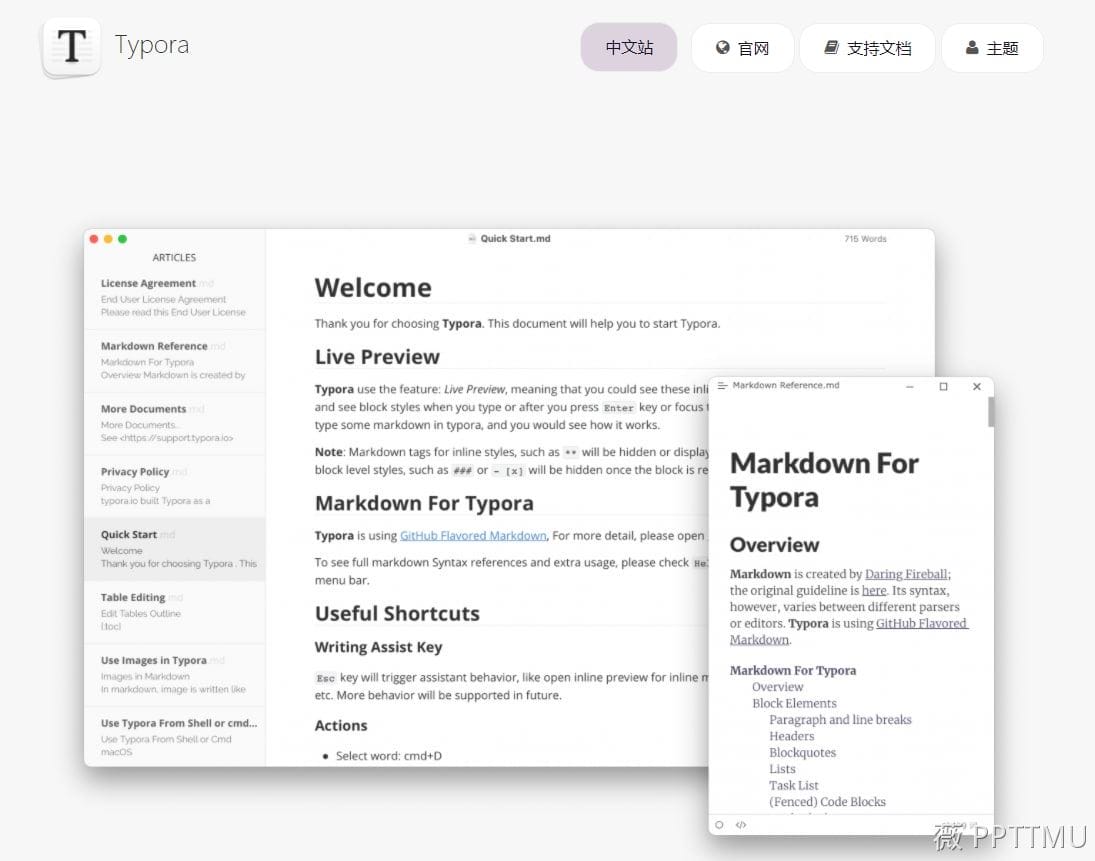 Typora
中文站
官网
支持文档
主题
Quick Start.md
715 Words
ARTICLES
License Agreement md
End User License Agreement
Please read this End User License
Markdown Reference md
Markdown For Typora
Overview Markdown is created by
More Documents md
More Documents...
See <https://support.typora.io>
Privacy Policy md
Privacy Policy
typora.io built Typora as a
Quick Start md
Welcome
Thank you for choosing Typora . This
Table Editing md
Edit Tables Outline
[toc]
Use Images in Typora md
Images in Markdown
In markdown, image is written like
Use Typora From Shell or cmd...
Use Typora From Shell or Cmd
macOS
Welcome
Thank you for choosing Typora. This document will help you to start Typora.
Live Preview
Typora use the feature: Live Preview, meaning that you could see these inli
and see block styles when you type or after you press Enter key or focus
type some markdown in typora, and you would see how it works.
Note: Markdown tags for inline styles, such as ** will be hidden or display
block level styles, such as ### or - [x] will be hidden once the block is re
Markdown For Typora
Typora is using GitHub Flavored Markdown, For more detail, please open
To see full markdown Syntax references and extra usage, please check Hel
menu bar.
Useful Shortcuts
Writing Assist Key
Esc key will trigger assistant behavior, like open inline preview for inline m
etc. More behavior will be supported in future.
Actions
• Select word: cmd+D
Markdown Reference.md
Markdown For
Typora
Overview
Markdown is created by Daring Fireball;
the original guideline is here. Its syntax,
however, varies between different parsers
or editors. Typora is using GitHub Flavored
Markdown.
Markdown For Typora
Overview
Block Elements
Paragraph and line breaks
Headers
Blockquotes
Lists
Task List
(Fenced) Code Blocks
</>
薇 PPTTMU